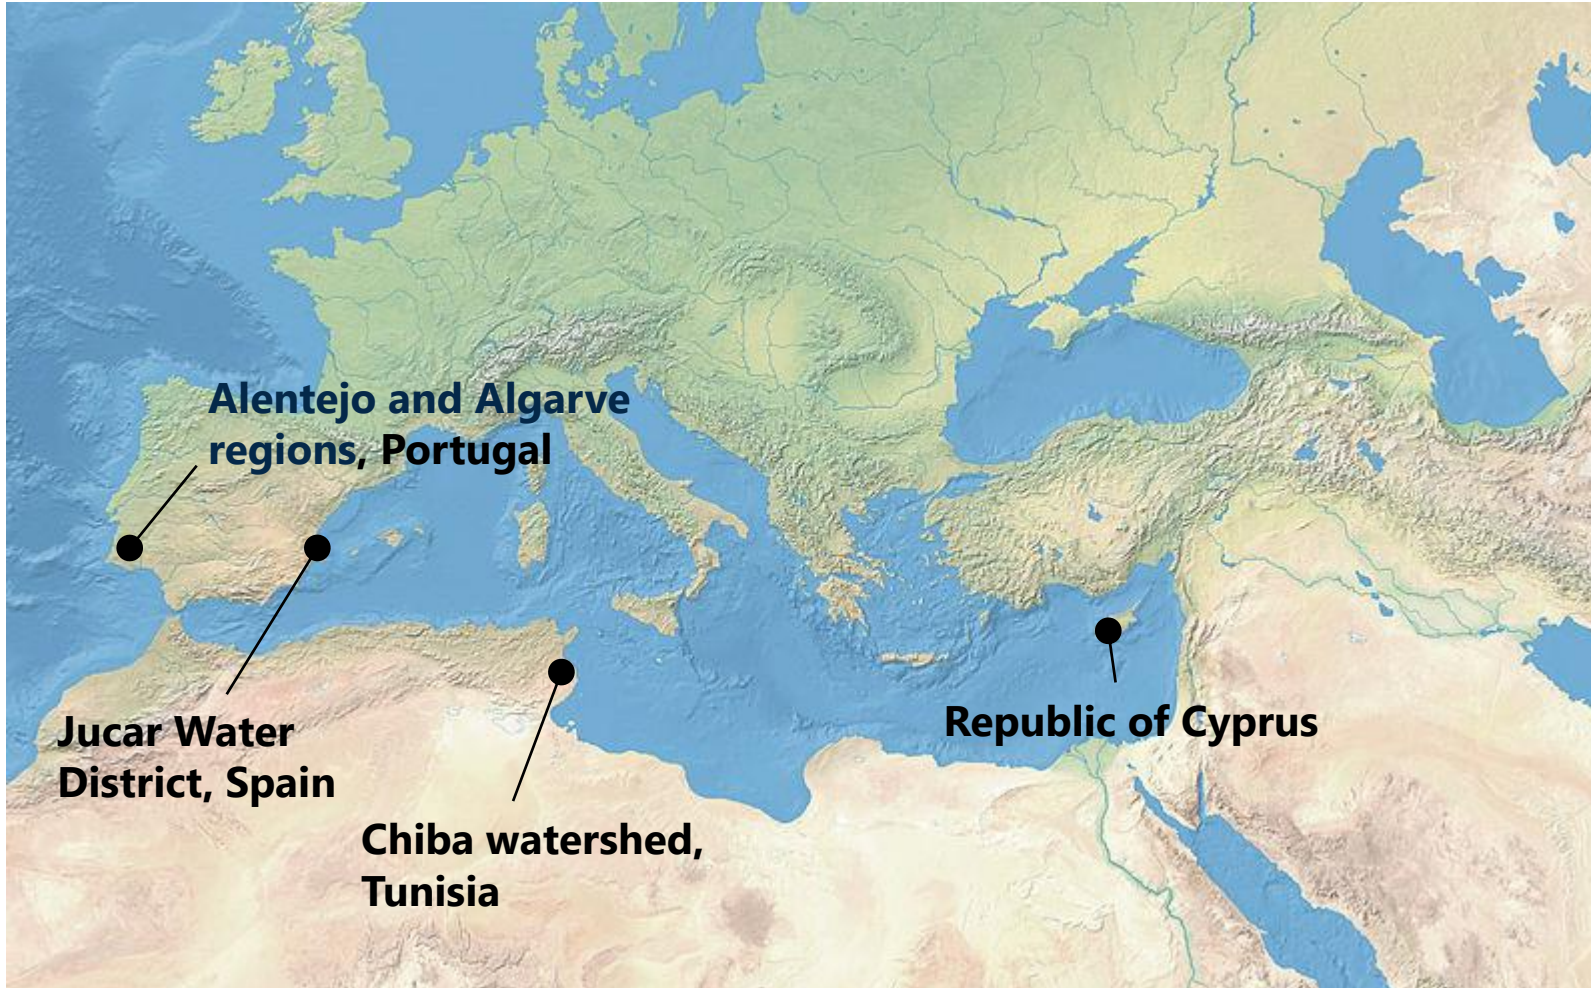 Alentejo and Algarve
regions, Portugal
Jucar Water
District, Spain
Republic of Cyprus
Chiba watershed,
Tunisia